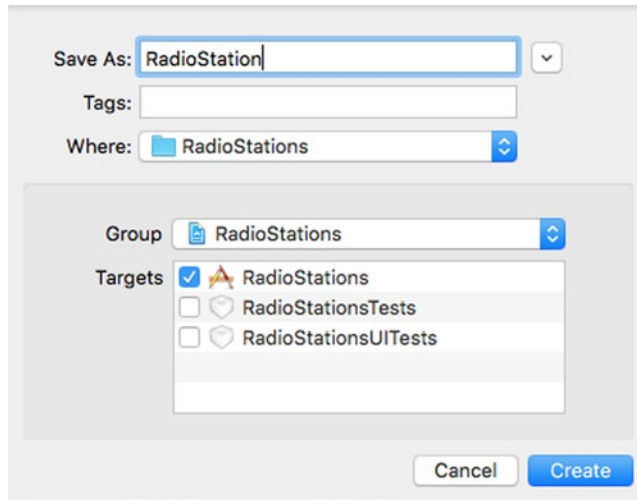 Save As: RadioStation
Tags:
Where: RadioStations
Group RadioStations
Targets RadioStations
RadioStationsTests
RadioStationsUITests
Cancel Create